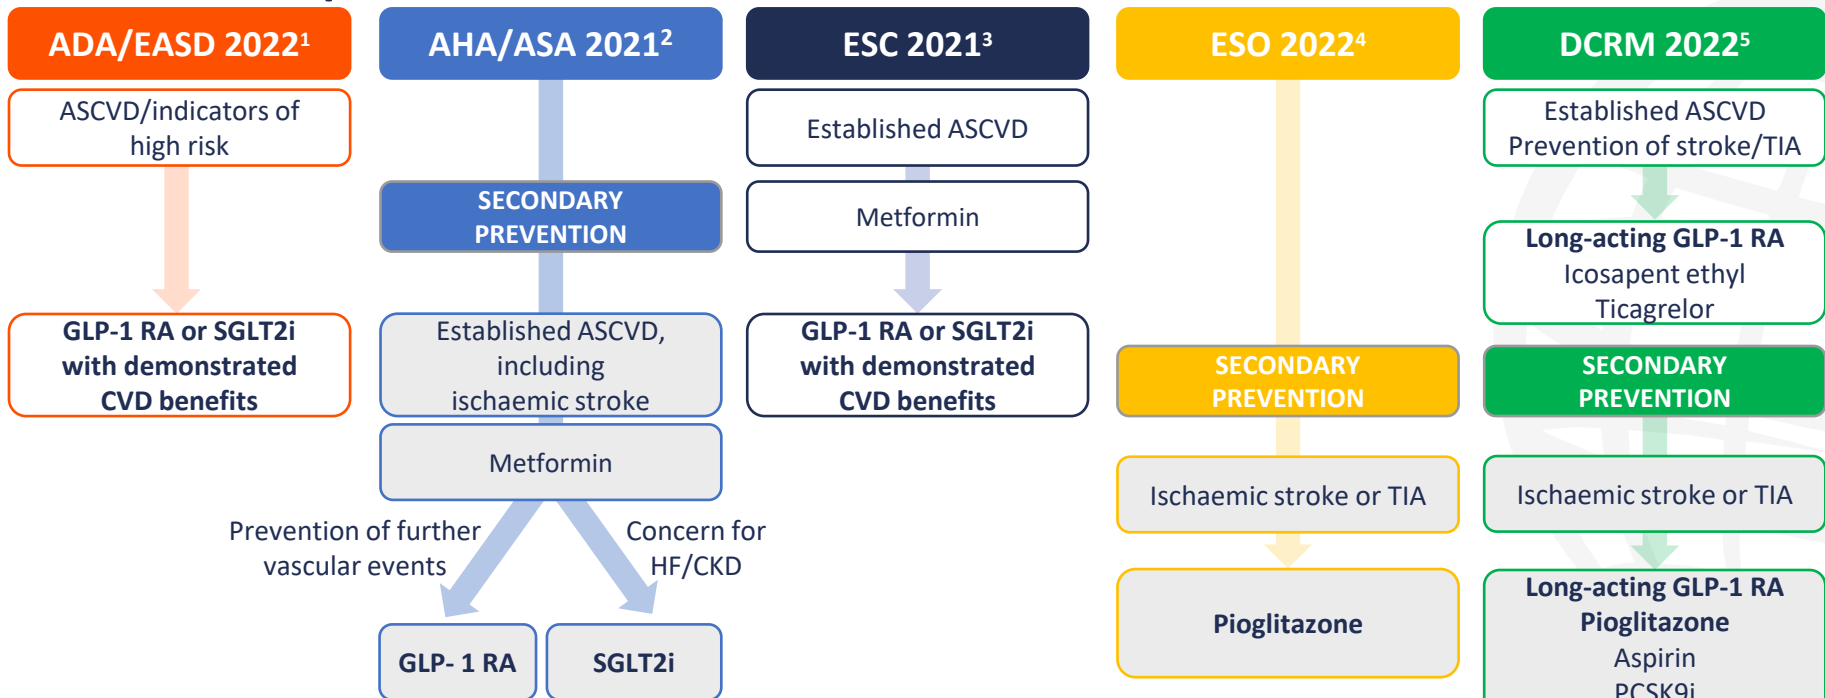 ADA/EASD 2022¹
ASCVD/indicators of
high risk
GLP-1 RA or SGLT2i
with demonstrated
CVD benefits
AHA/ASA 2021²
SECONDARY
PREVENTION
Established ASCVD,
including
ischaemic stroke
Metformin
Prevention of further
vascular events
Concern for
HF/CKD
GLP- 1 RA
SGLT2i
ESC 2021³
Established ASCVD
Metformin
GLP-1 RA or SGLT2i
with demonstrated
CVD benefits
ESO 2022⁴
SECONDARY
PREVENTION
Ischaemic stroke or TIA
Pioglitazone
DCRM 2022⁵
Established ASCVD
Prevention of stroke/TIA
Long-acting GLP-1 RA
Icosapent ethyl
Ticagrelor
SECONDARY
PREVENTION
Ischaemic stroke or TIA
Long-acting GLP-1 RA
Pioglitazone
Aspirin
PCSK9i